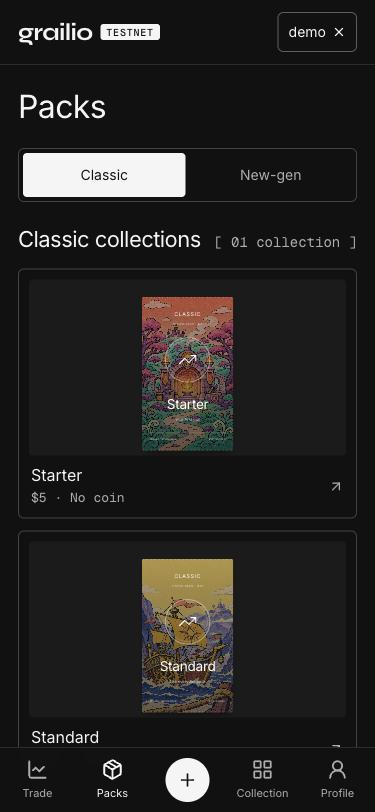 grailio TESTNET
demo ×
Packs
Classic New-gen
Classic collections [ 01 collection ]
CLASSIC
Starter
Starter
$5 · No coin
CLASSIC
Standard
Standard
Trade Packs + Collection Profile